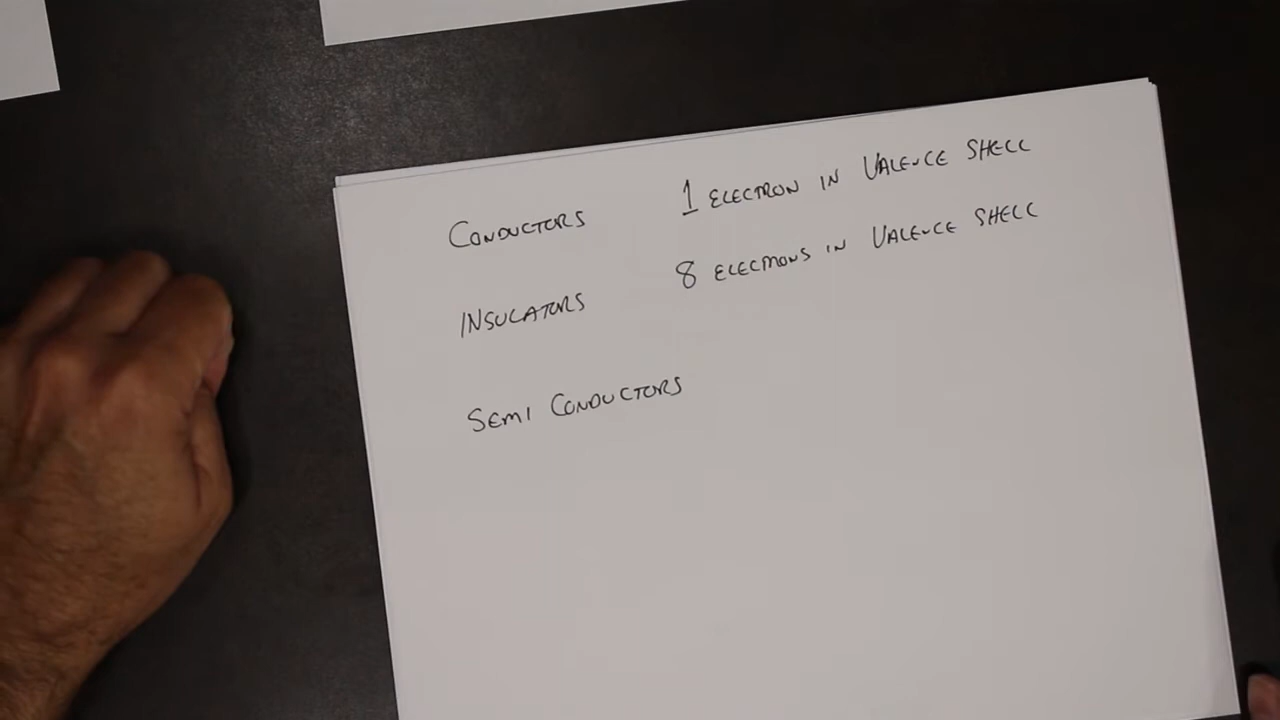 CONDUCTORS 1 ELECTRON IN VALENCE SHELL
INSULATORS 8 ELECTRONS IN VALENCE SHELL
SEMI CONDUCTORS